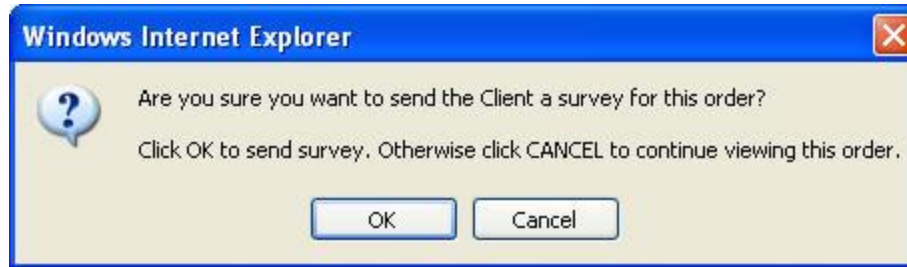 Windows Internet Explorer
Are you sure you want to send the Client a survey for this order?
Click OK to send survey. Otherwise click CANCEL to continue viewing this order.
OK
Cancel